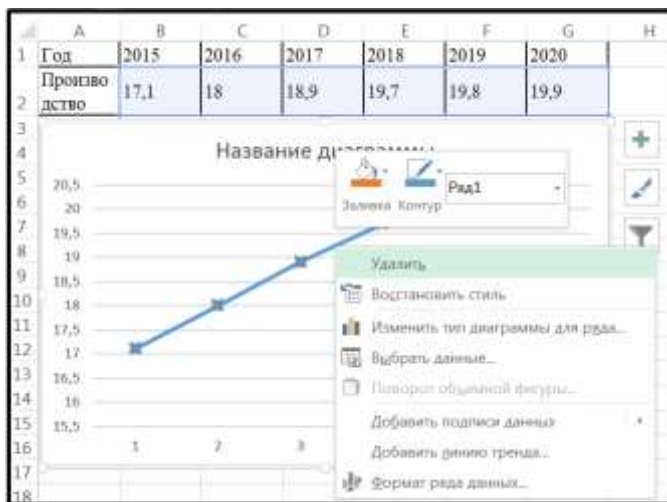 A B C D E F G H
1 Год 2015 2016 2017 2018 2019 2020
Произво
2 дство 17,1 18 18,9 19,7 19,8 19,9
3
4 Название диаграммы
5 20,5
Заливка Контур Ряд1
6 20
7 19,5
8 19 Удалить
9 18,5 Восстановить стиль
10 18 Изменить тип диаграммы для ряда...
11 17,5
12 17 Выбрать данные...
13 16,5 Поворот объемной фигуры...
14 16
Добавить подписи данных
15 15,5
16 1 2 3 Добавить линию тренда...
17
Формат ряда данных...
18